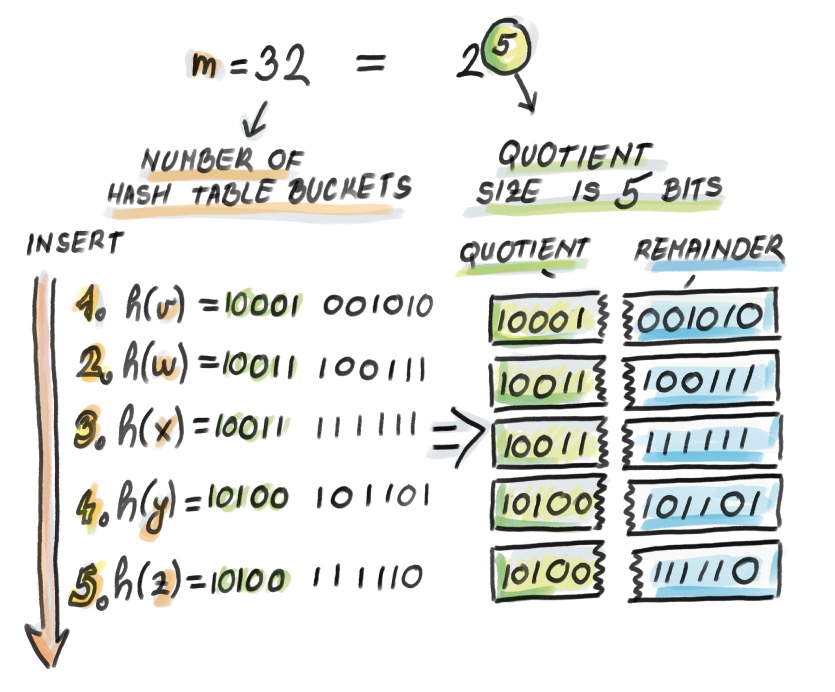 m = 32 = 2⁵
NUMBER OF
HASH TABLE BUCKETS
QUOTIENT
SIZE IS 5 BITS
INSERT
QUOTIENT REMAINDER
1. h(v) = 10001 001010
2. h(w) = 10011 100111
3. h(x) = 10011 111111 =>
4. h(y) = 10100 101101
5. h(z) = 10100 111110
10001 001010
10011 100111
10011 111111
10100 101101
10100 111110